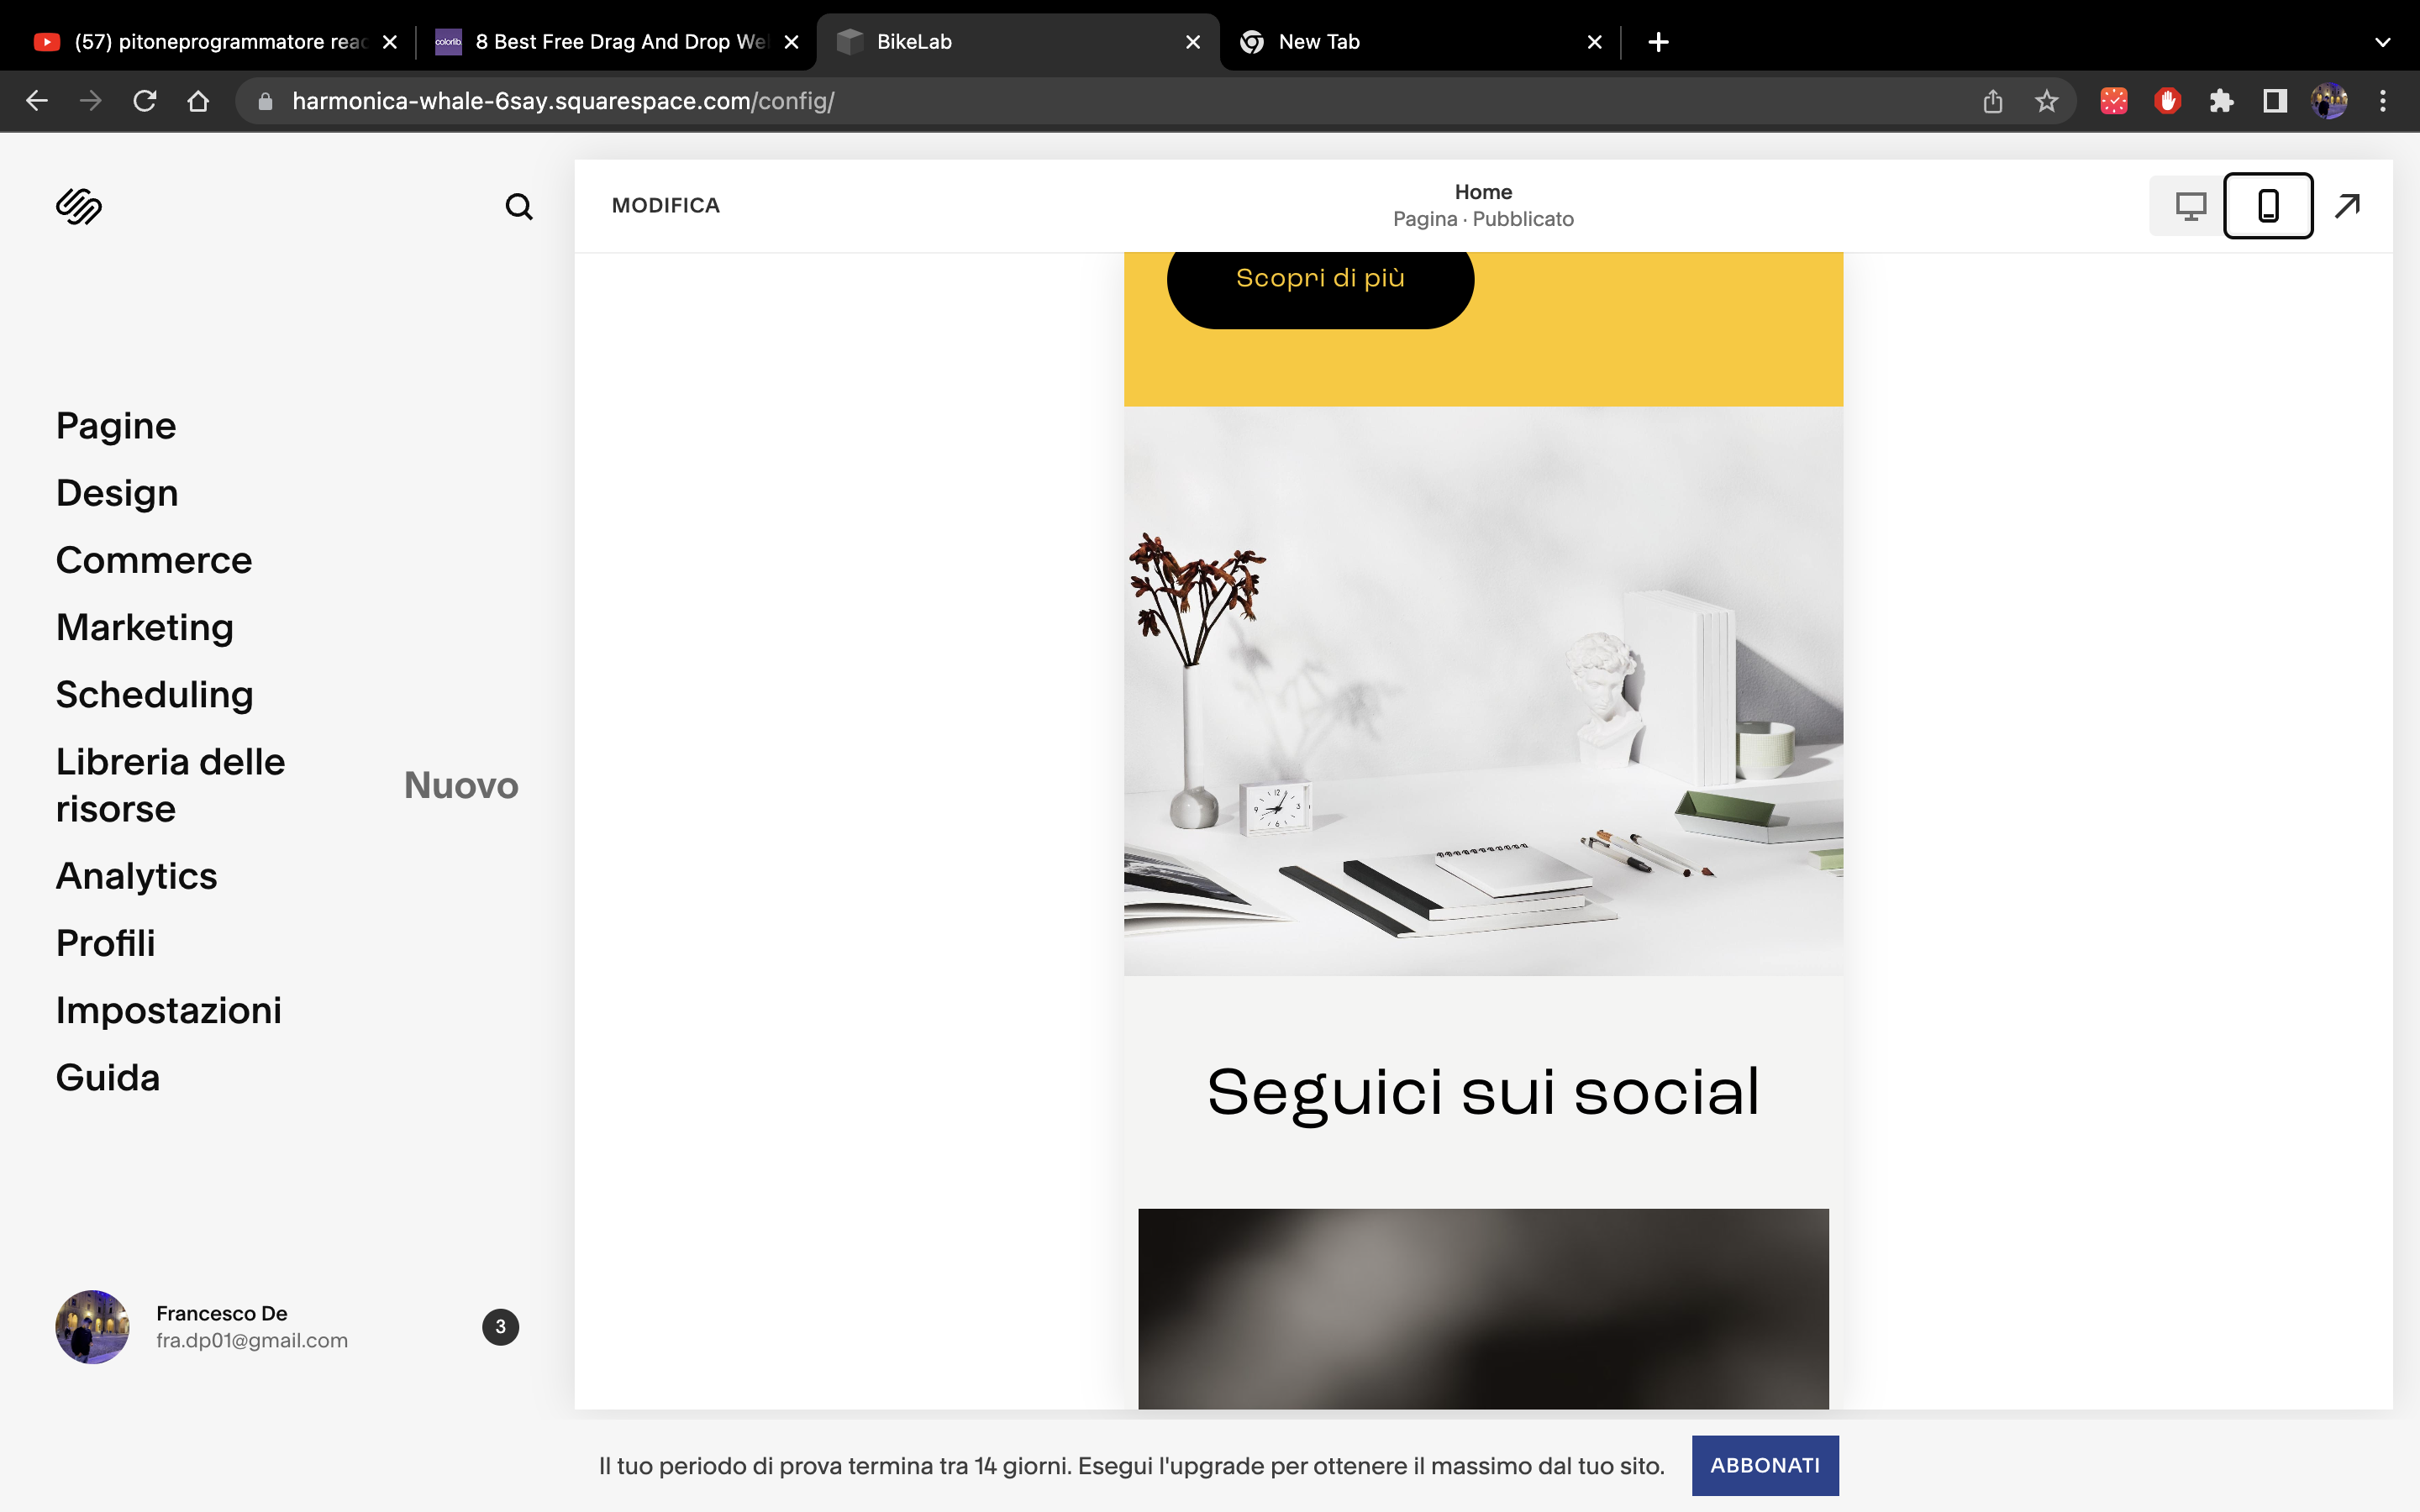 (57) pitoneprogrammatore reac
8 Best Free Drag And Drop We
BikeLab
New Tab
harmonica-whale-6say.squarespace.com/config/
MODIFICA
Home
Pagina · Pubblicato
Scopri di più
Pagine
Design
Commerce
Marketing
Scheduling
Libreria delle
risorse
Nuovo
Analytics
Profili
Impostazioni
Guida
Seguici sui social
Francesco De
fra.dp01@gmail.com
3
Il tuo periodo di prova termina tra 14 giorni. Esegui l'upgrade per ottenere il massimo dal tuo sito.
ABBONATI